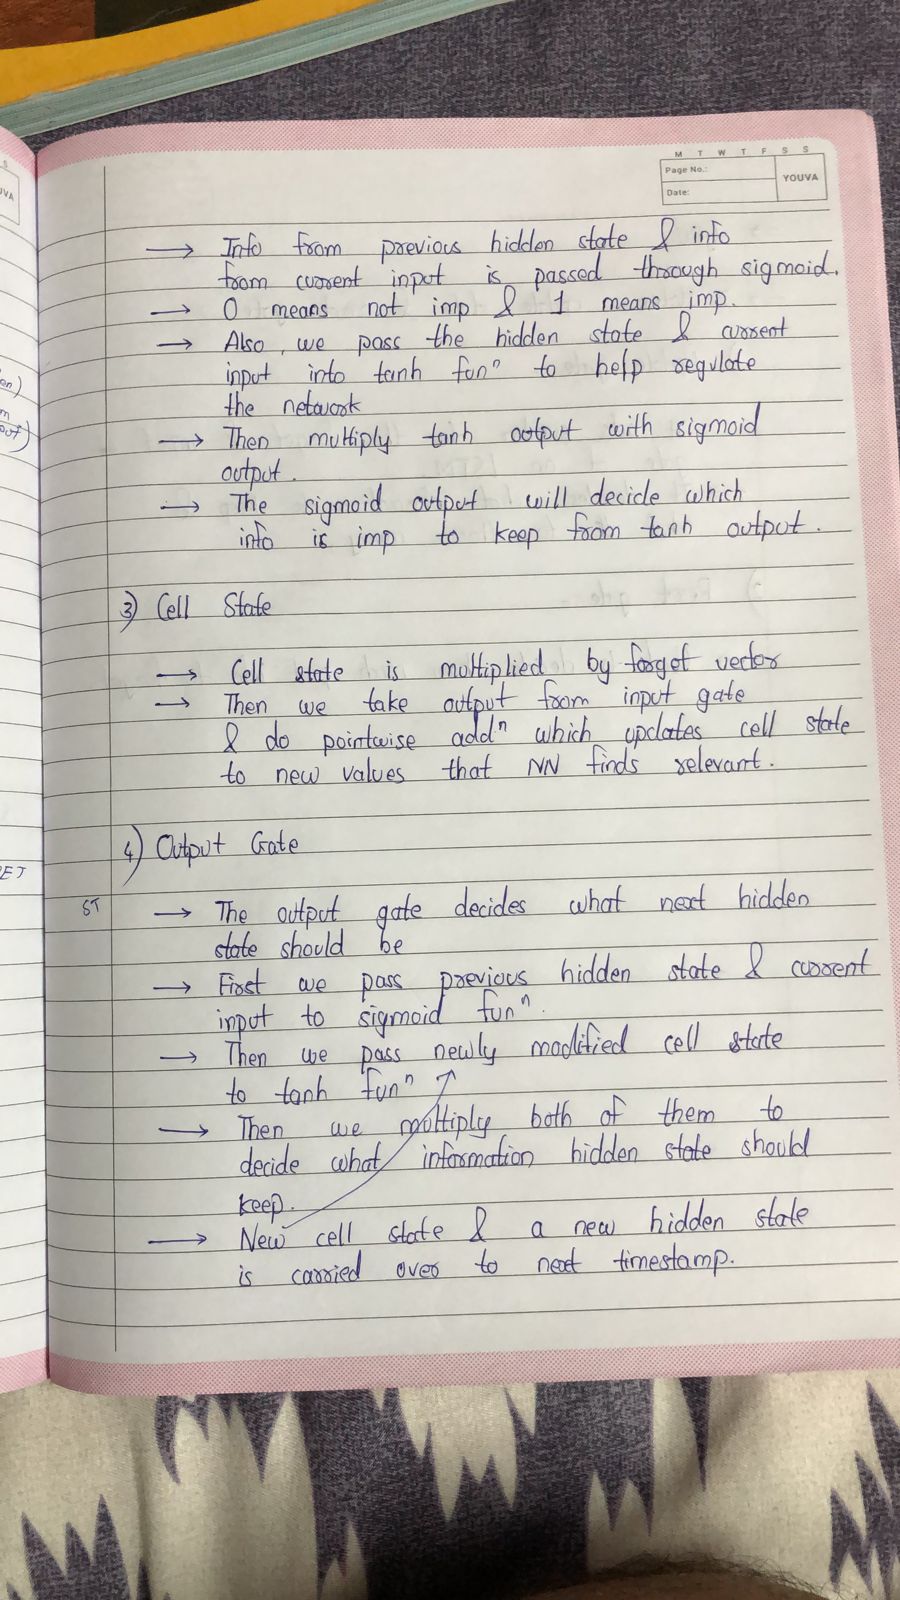 M T W T F S S
Page No.:
YOUVA
Date:
→ Info from previous hidden state & info
from current input is passed through sigmoid.
→ 0 means not imp & 1 means imp.
→ Also, we pass the hidden state & current
input into tanh funⁿ to help regulate
the network
→ Then multiply tanh output with sigmoid
output.
→ The sigmoid output will decide which
info is imp to keep from tanh output.
3) Cell State
→ Cell state is multiplied by forget vector
→ Then we take output from input gate
& do pointwise addⁿ which updates cell state
to new values that NN finds relevant.
4) Output Gate
ST
→ The output gate decides what next hidden
state should be
→ First we pass previous hidden state & current
input to sigmoid funⁿ.
→ Then we pass newly modified cell state
to tanh funⁿ
→ Then we multiply both of them to
decide what information hidden state should
keep.
→ New cell state & a new hidden state
is carried over to next timestamp.